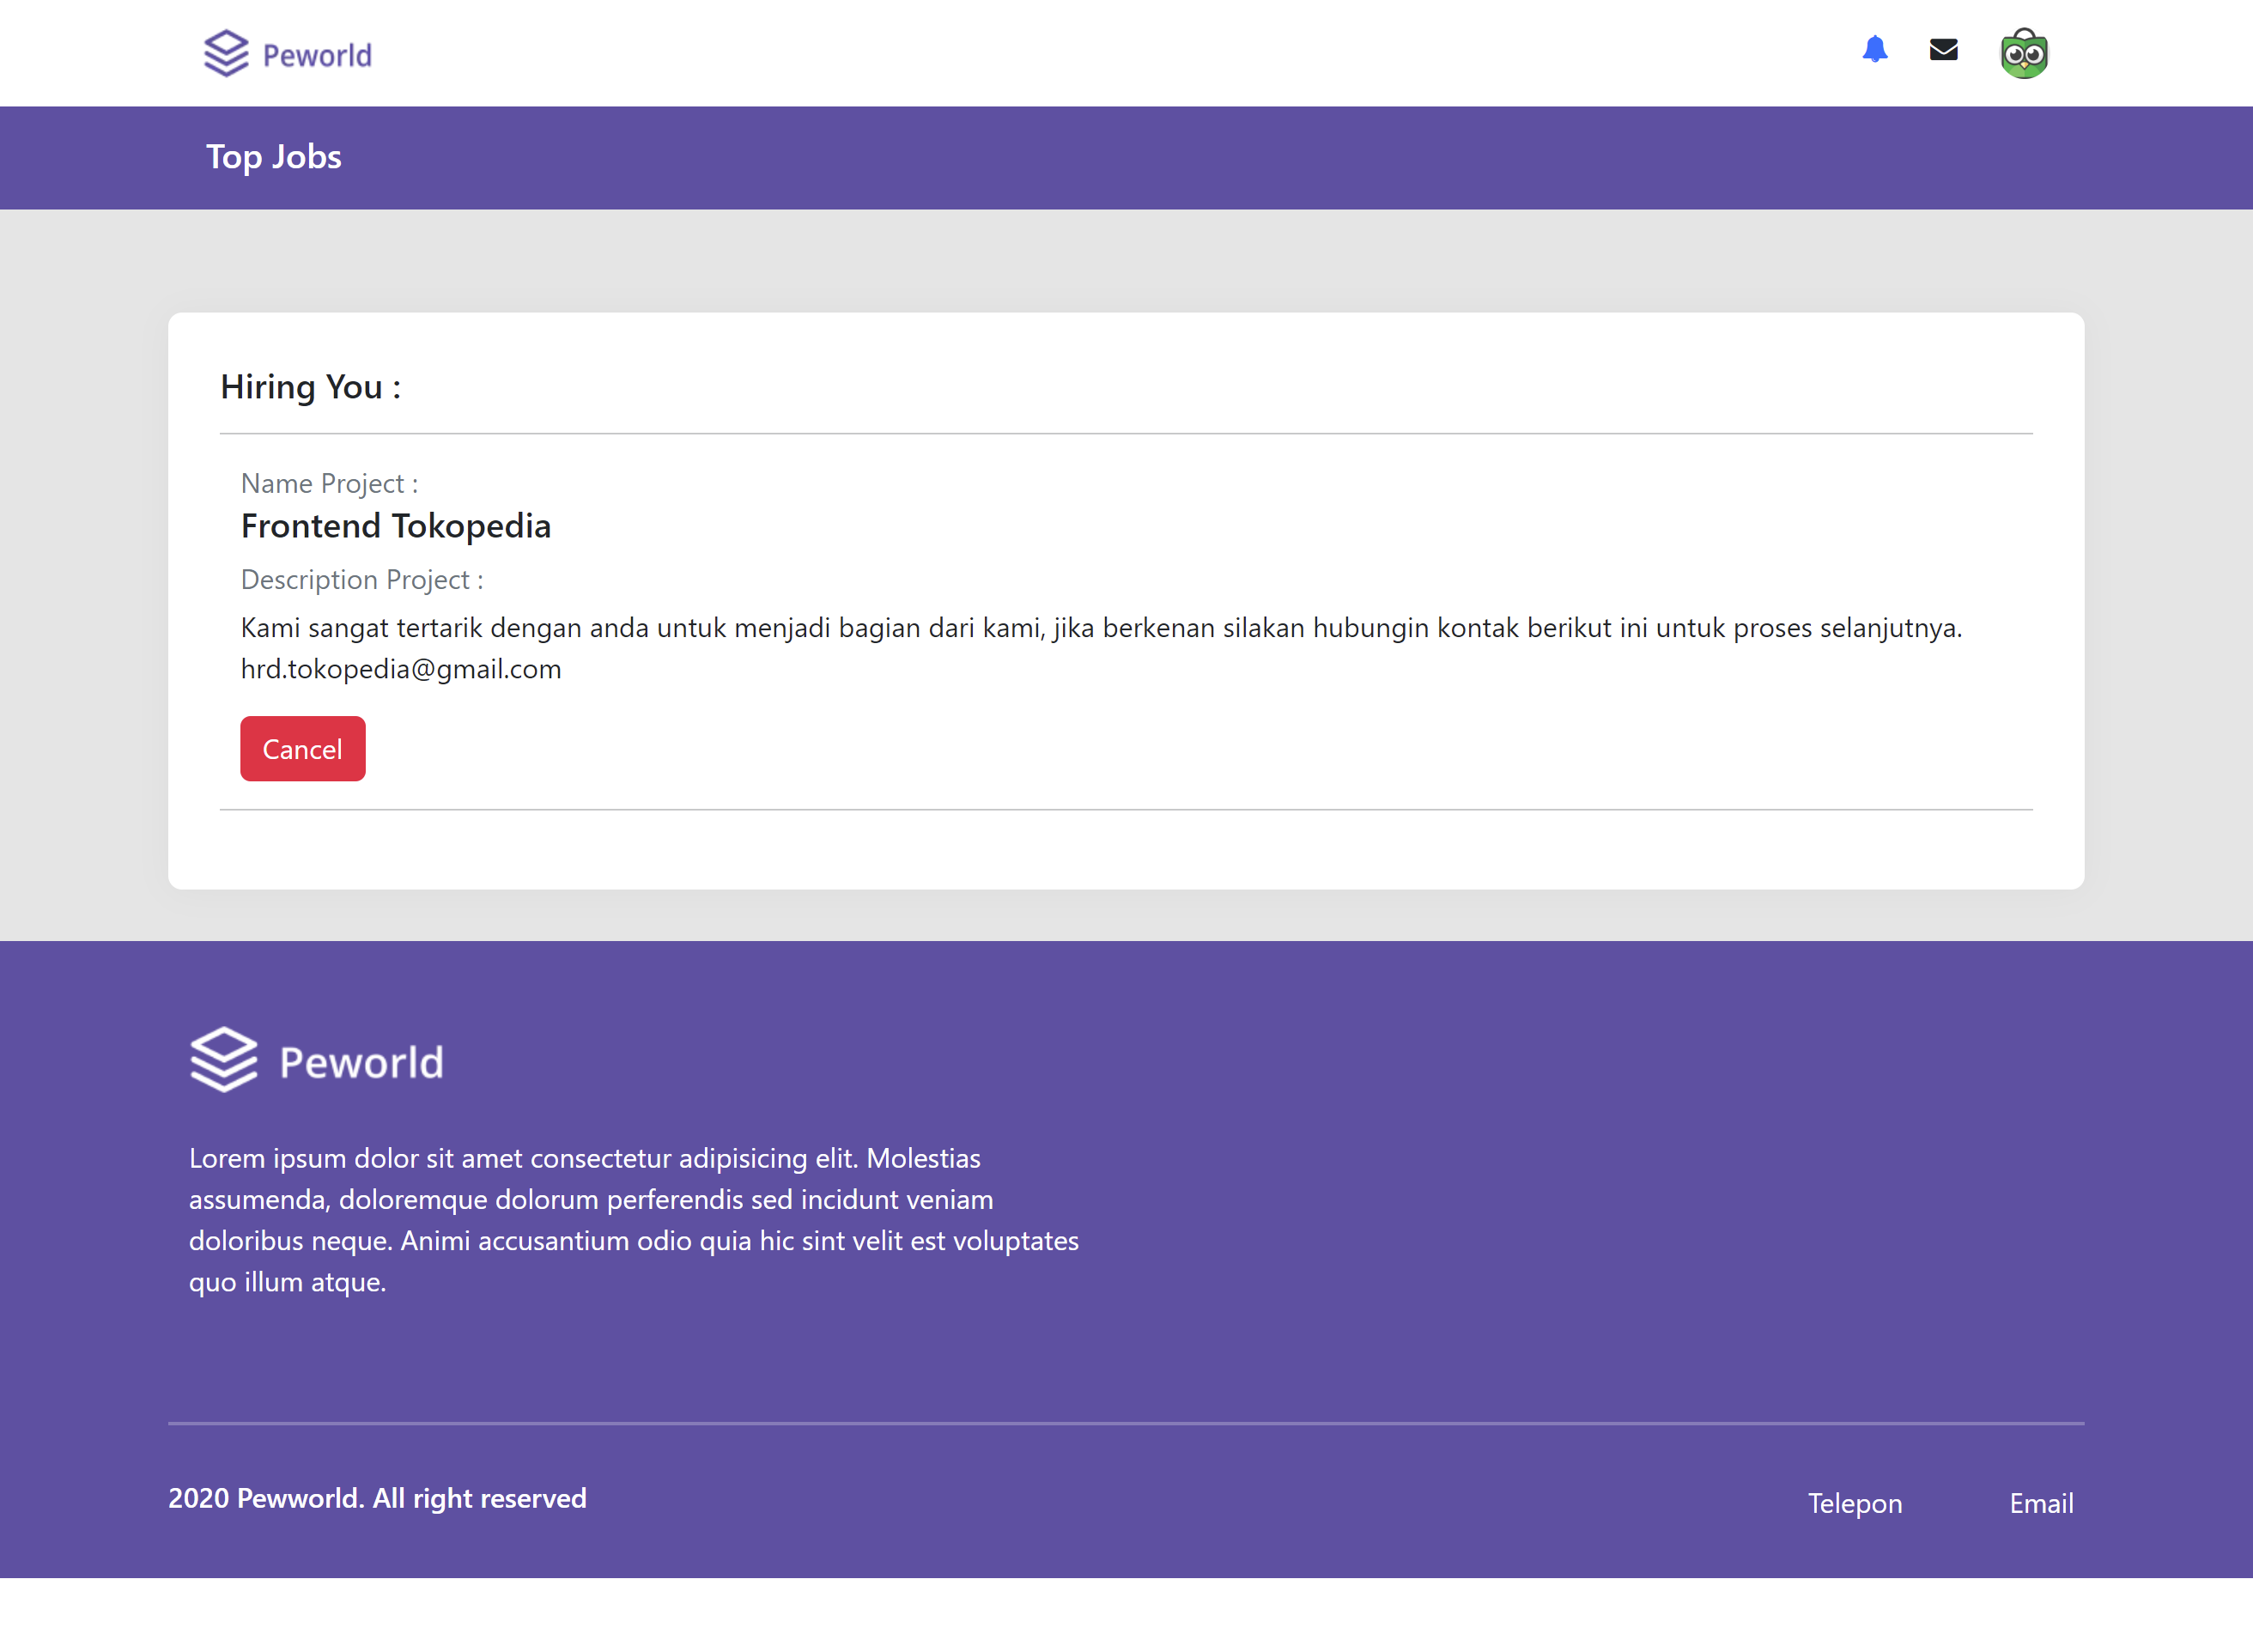 Peworld
Top Jobs
Hiring You :
Name Project :
Frontend Tokopedia
Description Project :
Kami sangat tertarik dengan anda untuk menjadi bagian dari kami, jika berkenan silakan hubungin kontak berikut ini untuk proses selanjutnya.
hrd.tokopedia@gmail.com
Cancel
Peworld
Lorem ipsum dolor sit amet consectetur adipisicing elit. Molestias
assumenda, doloremque dolorum perferendis sed incidunt veniam
doloribus neque. Animi accusantium odio quia hic sint velit est voluptates
quo illum atque.
2020 Pewworld. All right reserved
Telepon
Email